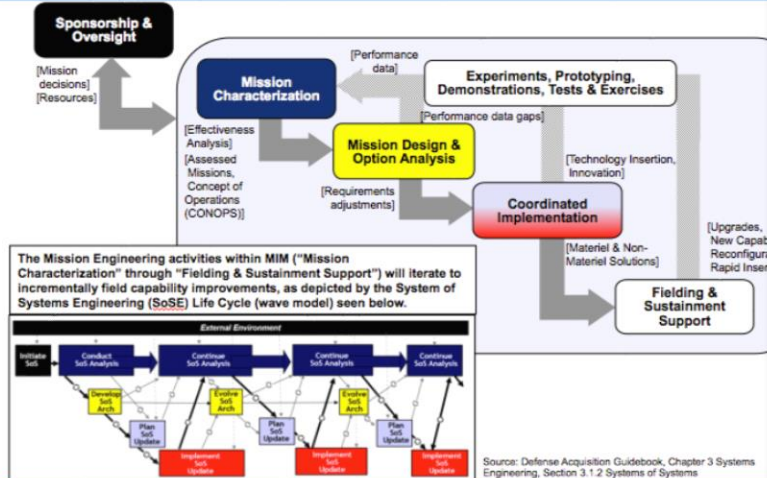 Sponsorship &
Oversight
[Mission
decisions]
[Resources]
Mission
Characterization
[Performance
data]
Experiments, Prototyping,
Demonstrations, Tests & Exercises
[Effectiveness
Analysis]
[Assessed
Missions,
Concept of
Operations
(CONOPS)]
[Performance data gaps]
Mission Design &
Option Analysis
[Requirements
adjustments]
[Technology Insertion,
Innovation]
Coordinated
Implementation
[Materiel & Non-
Materiel Solutions]
[Upgrades,
New Capab
Reconfigura
Rapid Inser
Fielding &
Sustainment
Support
The Mission Engineering activities within MIM ("Mission
Characterization" through "Fielding & Sustainment Support") will iterate to
incrementally field capability improvements, as depicted by the System of
Systems Engineering (SoSE) Life Cycle (wave model) seen below.
External Environment
Initiate
SoS
Conduct
SoS Analysis
Continue
SoS Analysis
Continue
SoS Analysis
Continue
SoS Analysis
Develop
SoS
Arch
Evolve
SoS
Arch
Evolve
SoS
Arch
Plan
SoS
Update
Plan
SoS
Update
Plan
SoS
Update
Implement
SoS
Update
Implement
SoS
Update
Implement
SoS
Update
Source: Defense Acquisition Guidebook, Chapter 3 Systems
Engineering, Section 3.1.2 Systems of Systems